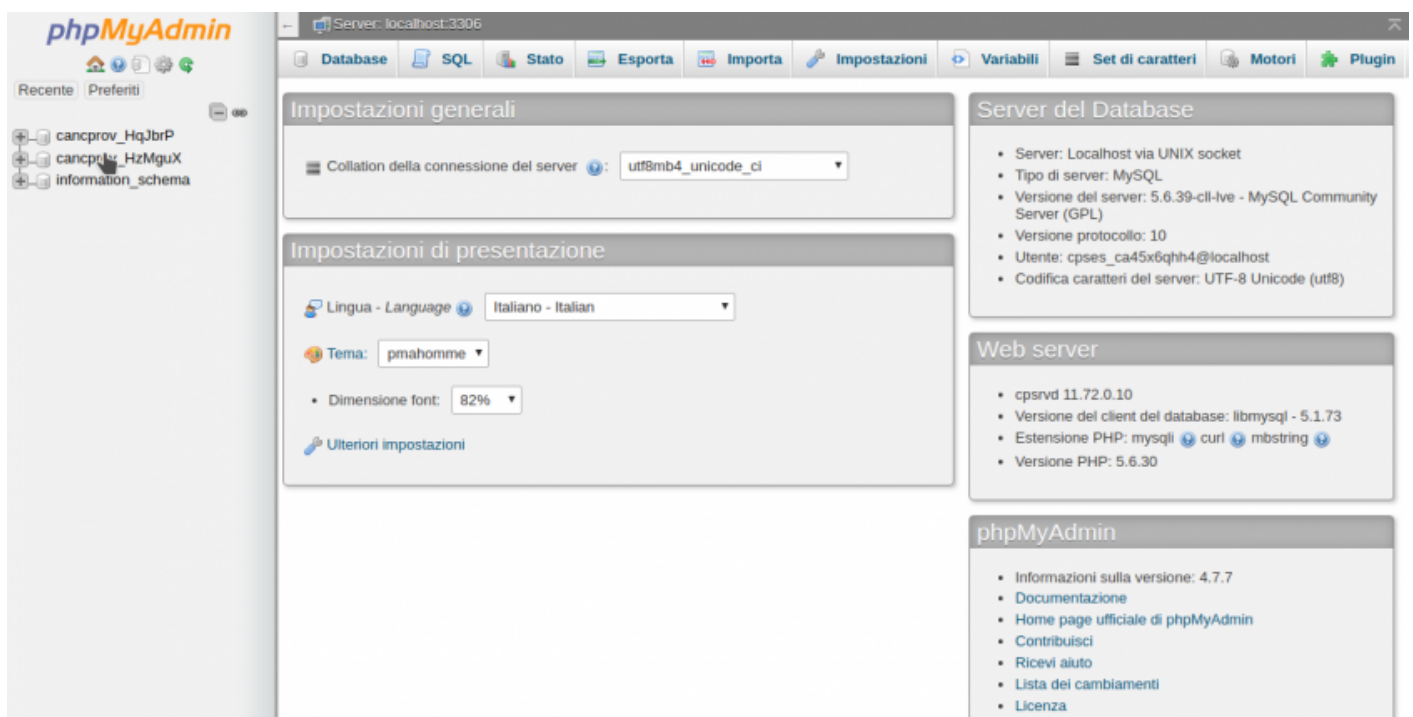 phpMyAdmin
Recente Preferiti
cancprov_HqJbrP
cancprov_HzMguX
information_schema
Server: localhost:3306
Database SQL Stato Esporta Importa Impostazioni Variabili Set di caratteri Motori Plugin
Impostazioni generali
Collation della connessione del server : utf8mb4_unicode_ci
Impostazioni di presentazione
Lingua - Language Italiano - Italian
Tema: pmahomme
• Dimensione font: 82%
Ulteriori impostazioni
Server del Database
• Server: Localhost via UNIX socket
• Tipo di server: MySQL
• Versione del server: 5.6.39-cll-lve - MySQL Community
Server (GPL)
• Versione protocollo: 10
• Utente: cpses_ca45x6qhh4@localhost
• Codifica caratteri del server: UTF-8 Unicode (utf8)
Web server
• cpsrvd 11.72.0.10
• Versione del client del database: libmysql - 5.1.73
• Estensione PHP: mysqli curl mbstring
• Versione PHP: 5.6.30
phpMyAdmin
• Informazioni sulla versione: 4.7.7
• Documentazione
• Home page ufficiale di phpMyAdmin
• Contribuisci
• Ricevi aiuto
• Lista dei cambiamenti
• Licenza